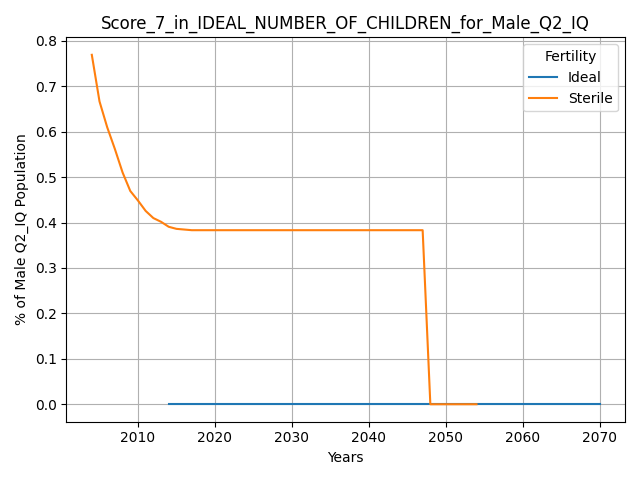 Score_7_in_IDEAL_NUMBER_OF_CHILDREN_for_Male_Q2_IQ
Fertility
Ideal
Sterile
% of Male Q2_IQ Population
0.8
0.7
0.6
0.5
0.4
0.3
0.2
0.1
0.0
2010 2020 2030 2040 2050 2060 2070
Years